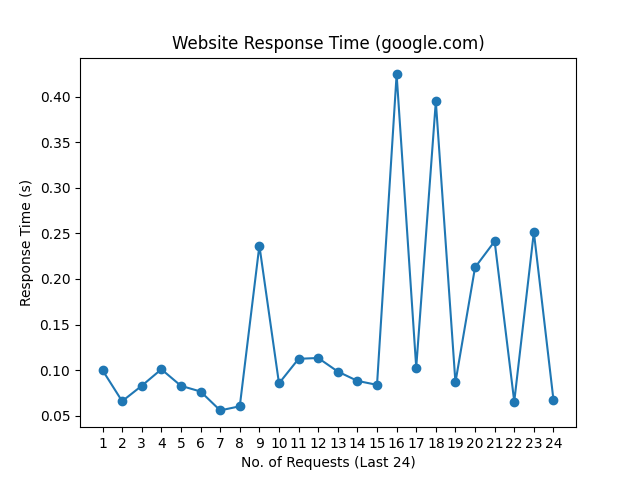 Website Response Time (google.com)
Response Time (s)
0.40
0.35
0.30
0.25
0.20
0.15
0.10
0.05
1 2 3 4 5 6 7 8 9 10 11 12 13 14 15 16 17 18 19 20 21 22 23 24
No. of Requests (Last 24)